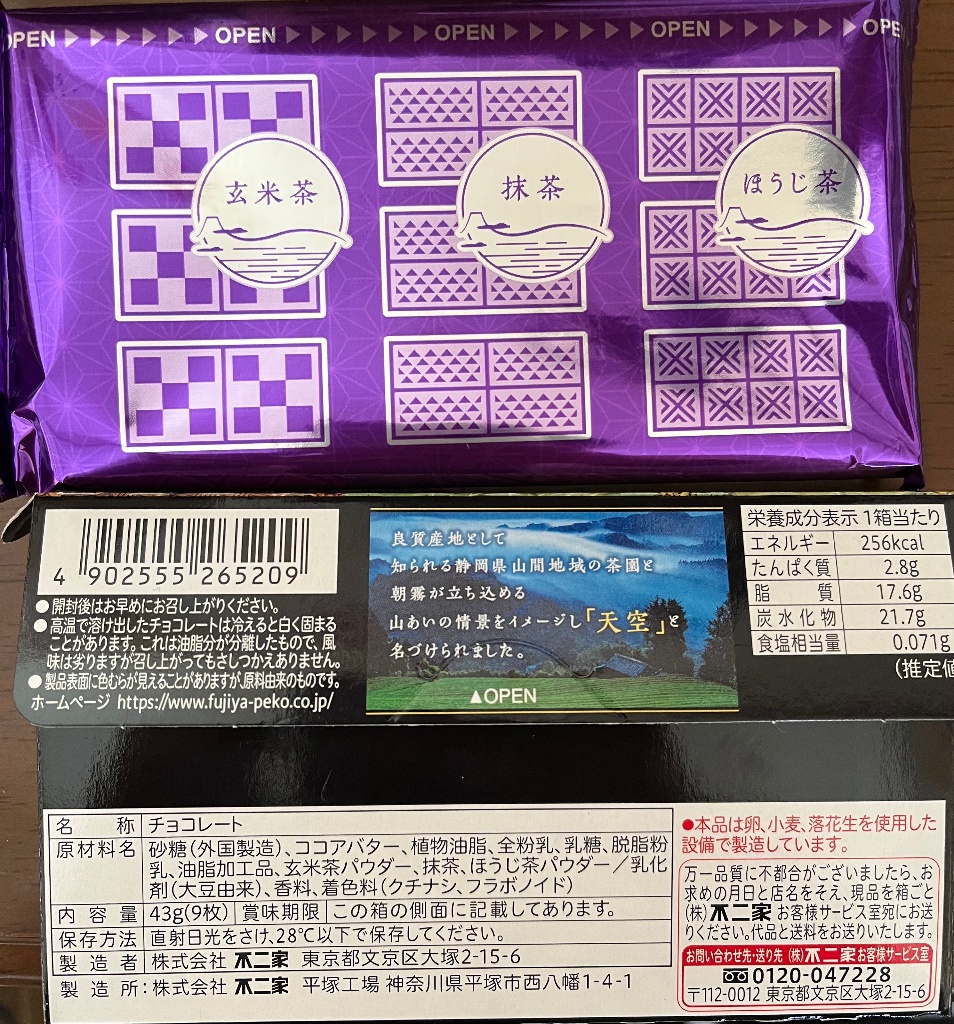 OPEN OPEN OPEN OPEN OPE
玄米茶
抹茶
ほうじ茶
4 902555 265209
●開封後はお早めにお召し上がりください。
●高温で溶け出したチョコレートは冷えると白く固まる
ことがあります。これは油脂分が分離したもので、風
味は劣りますが召し上がってもさしつかえありません。
●製品表面に色むらが見えることがありますが、原料由来のものです。
ホームページ https://www.fujiya-peko.co.jp/
良質産地として
知られる静岡県山間地域の茶園と
朝霧が立ち込める
山あいの情景をイメージし「天空」と
名づけられました。
▲OPEN
栄養成分表示 1箱当たり
エネルギー 256kcal
たんぱく質 2.8g
脂質 17.6g
炭水化物 21.7g
食塩相当量 0.071g
(推定値
名称 チョコレート
原材料名 砂糖(外国製造)、ココアバター、植物油脂、全粉乳、乳糖、脱脂粉
乳、油脂加工品、玄米茶パウダー、抹茶、ほうじ茶パウダー/乳化
剤(大豆由来)、香料、着色料(クチナシ、フラボノイド)
内容量 43g(9枚) 賞味期限 この箱の側面に記載してあります。
保存方法 直射日光をさけ、28℃以下で保存してください。
製造者 株式会社 不二家 東京都文京区大塚2-15-6
製造所:株式会社 不二家 平塚工場 神奈川県平塚市西八幡1-4-1
●本品は卵、小麦、落花生を使用した
設備で製造しています。
万一品質に不都合がございましたら、お
求めの月日と店名をそえ、現品を箱ごと
(株)不二家 お客様サービス室宛にお送
りください。代品と送料をお送りいたします。
お問い合わせ先・送り先 (株)不二家お客様サービス室
0120-047228
〒112-0012 東京都文京区大塚2-15-6